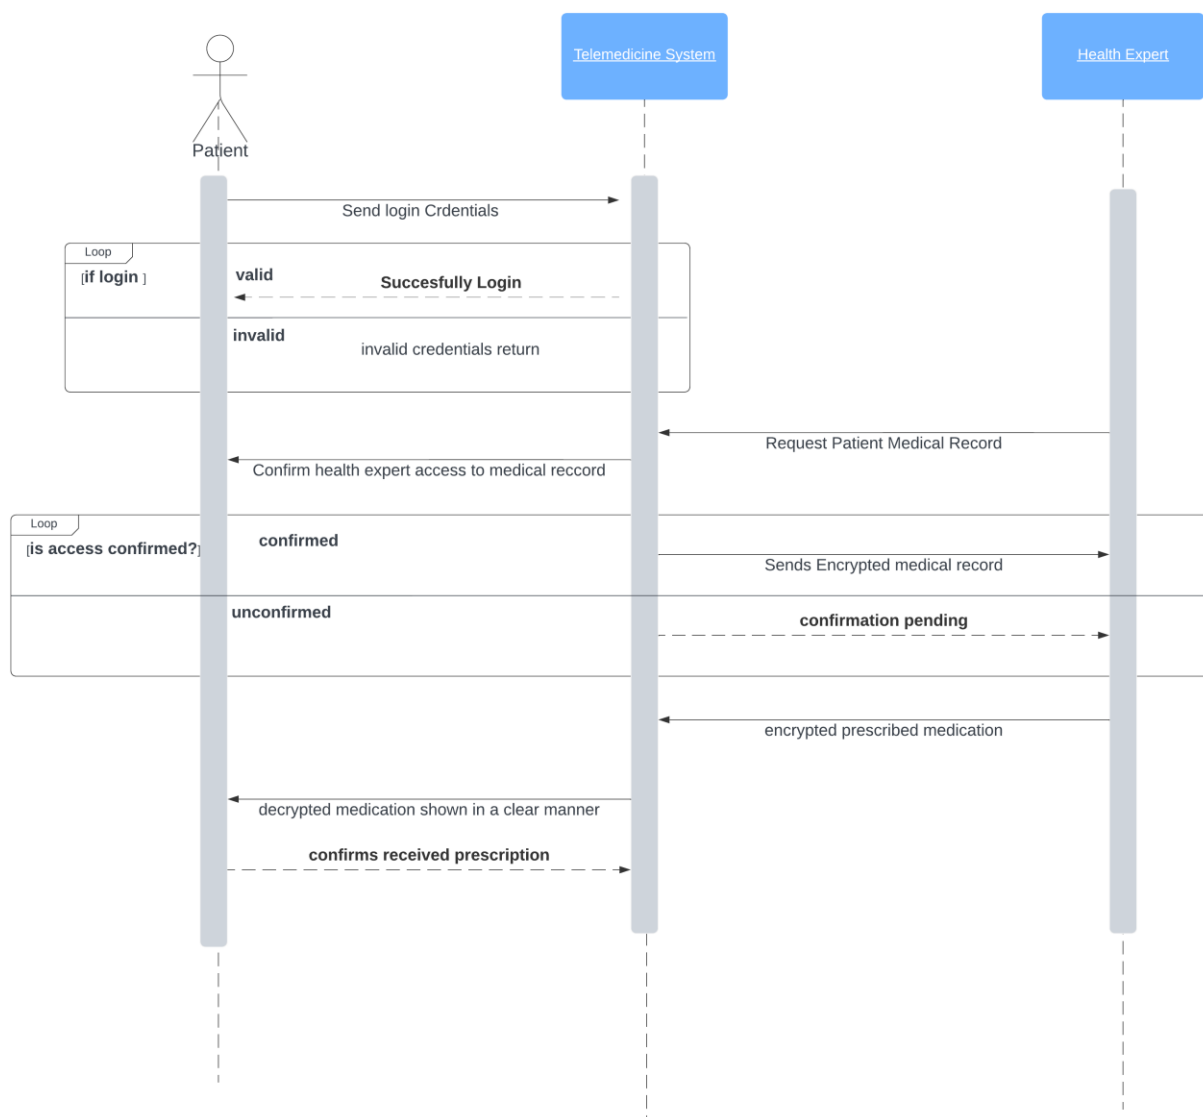 Telemedicine System
Health Expert
Patient
Send login Crdentials
Loop
[if login ]
valid
Succesfully Login
invalid
invalid credentials return
Request Patient Medical Record
Confirm health expert access to medical reccord
Loop
[is access confirmed?]
confirmed
Sends Encrypted medical record
unconfirmed
confirmation pending
encrypted prescribed medication
decrypted medication shown in a clear manner
confirms received prescription